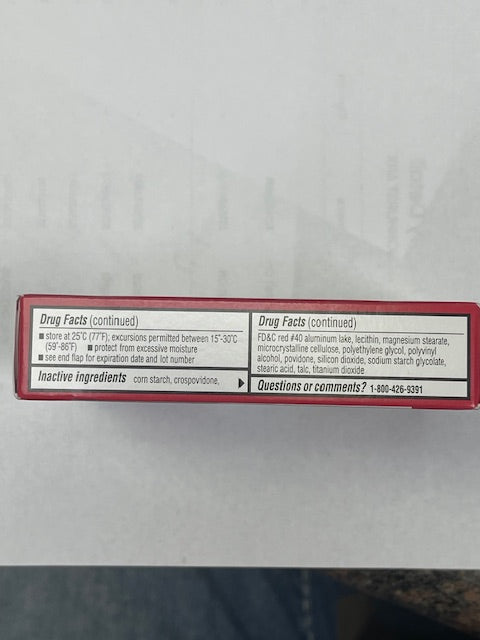 Drug Facts (continued)
■ store at 25°C (77°F); excursions permitted between 15°-30°C
(59°-86°F) ■ protect from excessive moisture
■ see end flap for expiration date and lot number
Inactive ingredients corn starch, crospovidone, ▶
Drug Facts (continued)
FD&C red #40 aluminum lake, lecithin, magnesium stearate,
microcrystalline cellulose, polyethylene glycol, polyvinyl
alcohol, povidone, silicon dioxide, sodium starch glycolate,
stearic acid, talc, titanium dioxide
Questions or comments? 1-800-426-9391